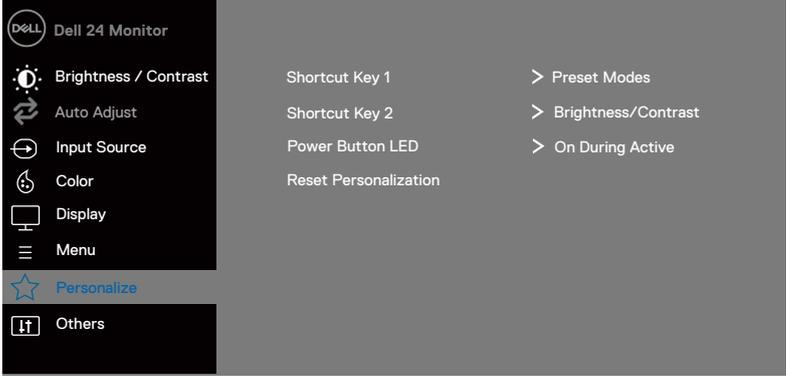 DELL Dell 24 Monitor
Brightness / Contrast
Auto Adjust
Input Source
Color
Display
Menu
Personalize
Others
Shortcut Key 1 > Preset Modes
Shortcut Key 2 > Brightness/Contrast
Power Button LED > On During Active
Reset Personalization